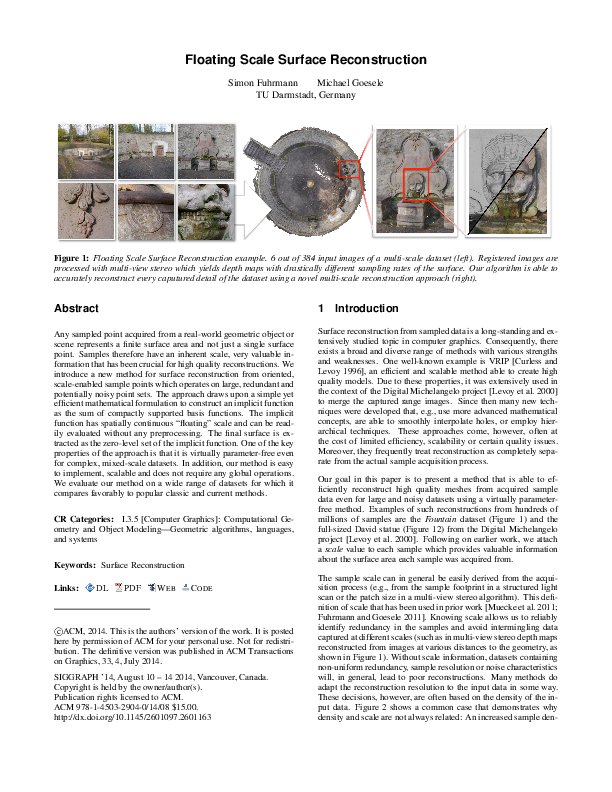 Floating Scale Surface Reconstruction
Simon Fuhrmann Michael Goesele
TU Darmstadt, Germany
Figure 1: Floating Scale Surface Reconstruction example. 6 out of 384 input images of a multi-scale dataset (left). Registered images are
processed with multi-view stereo which yields depth maps with drastically different sampling rates of the surface. Our algorithm is able to
accurately reconstruct every caputured detail of the dataset using a novel multi-scale reconstruction approach (right).
Abstract
Any sampled point acquired from a real-world geometric object or
scene represents a finite surface area and not just a single surface
point. Samples therefore have an inherent scale, very valuable in-
formation that has been crucial for high quality reconstructions. We
introduce a new method for surface reconstruction from oriented,
scale-enabled sample points which operates on large, redundant and
potentially noisy point sets. The approach draws upon a simple yet
efficient mathematical formulation to construct an implicit function
as the sum of compactly supported basis functions. The implicit
function has spatially continuous “floating” scale and can be read-
ily evaluated without any preprocessing. The final surface is ex-
tracted as the zero-level set of the implicit function. One of the key
properties of the approach is that it is virtually parameter-free even
for complex, mixed-scale datasets. In addition, our method is easy
to implement, scalable and does not require any global operations.
We evaluate our method on a wide range of datasets for which it
compares favorably to popular classic and current methods.
CR Categories: I.3.5 [Computer Graphics]: Computational Ge-
ometry and Object Modeling—Geometric algorithms, languages,
and systems
Keywords: Surface Reconstruction
Links: DL PDF WEB CODE
©ACM, 2014. This is the authors’ version of the work. It is posted
here by permission of ACM for your personal use. Not for redistri-
bution. The definitive version was published in ACM Transactions
on Graphics, 33, 4, July 2014.
SIGGRAPH ’14, August 10 – 14 2014, Vancouver, Canada.
Copyright is held by the owner/author(s).
Publication rights licensed to ACM.
ACM 978-1-4503-2904-0/14/08 $15.00.
http://dx.doi.org/10.1145/2601097.2601163
1 Introduction
Surface reconstruction from sampled data is a long-standing and ex-
tensively studied topic in computer graphics. Consequently, there
exists a broad and diverse range of methods with various strengths
and weaknesses. One well-known example is VRIP [Curless and
Levoy 1996], an efficient and scalable method able to create high
quality models. Due to these properties, it was extensively used in
the context of the Digital Michelangelo project [Levoy et al. 2000]
to merge the captured range images. Since then many new tech-
niques were developed that, e.g., use more advanced mathematical
concepts, are able to smoothly interpolate holes, or employ hier-
archical techniques. These approaches come, however, often at
the cost of limited efficiency, scalability or certain quality issues.
Moreover, they frequently treat reconstruction as completely sepa-
rate from the actual sample acquisition process.
Our goal in this paper is to present a method that is able to ef-
ficiently reconstruct high quality meshes from acquired sample
data even for large and noisy datasets using a virtually parameter-
free method. Examples of such reconstructions from hundreds of
millions of samples are the Fountain dataset (Figure 1) and the
full-sized David statue (Figure 12) from the Digital Michelangelo
project [Levoy et al. 2000]. Following on earlier work, we attach
a scale value to each sample which provides valuable information
about the surface area each sample was acquired from.
The sample scale can in general be easily derived from the acqui-
sition process (e.g., from the sample footprint in a structured light
scan or the patch size in a multi-view stereo algorithm). This defi-
nition of scale that has been used in prior work [Muecke et al. 2011;
Fuhrmann and Goesele 2011]. Knowing scale allows us to reliably
identify redundancy in the samples and avoid intermingling data
captured at different scales (such as in multi-view stereo depth maps
reconstructed from images at various distances to the geometry, as
shown in Figure 1). Without scale information, datasets containing
non-uniform redundancy, sample resolution or noise characteristics
will, in general, lead to poor reconstructions. Many methods do
adapt the reconstruction resolution to the input data in some way.
These decisions, however, are often based on the density of the in-
put data. Figure 2 shows a common case that demonstrates why
density and scale are not always related: An increased sample den-